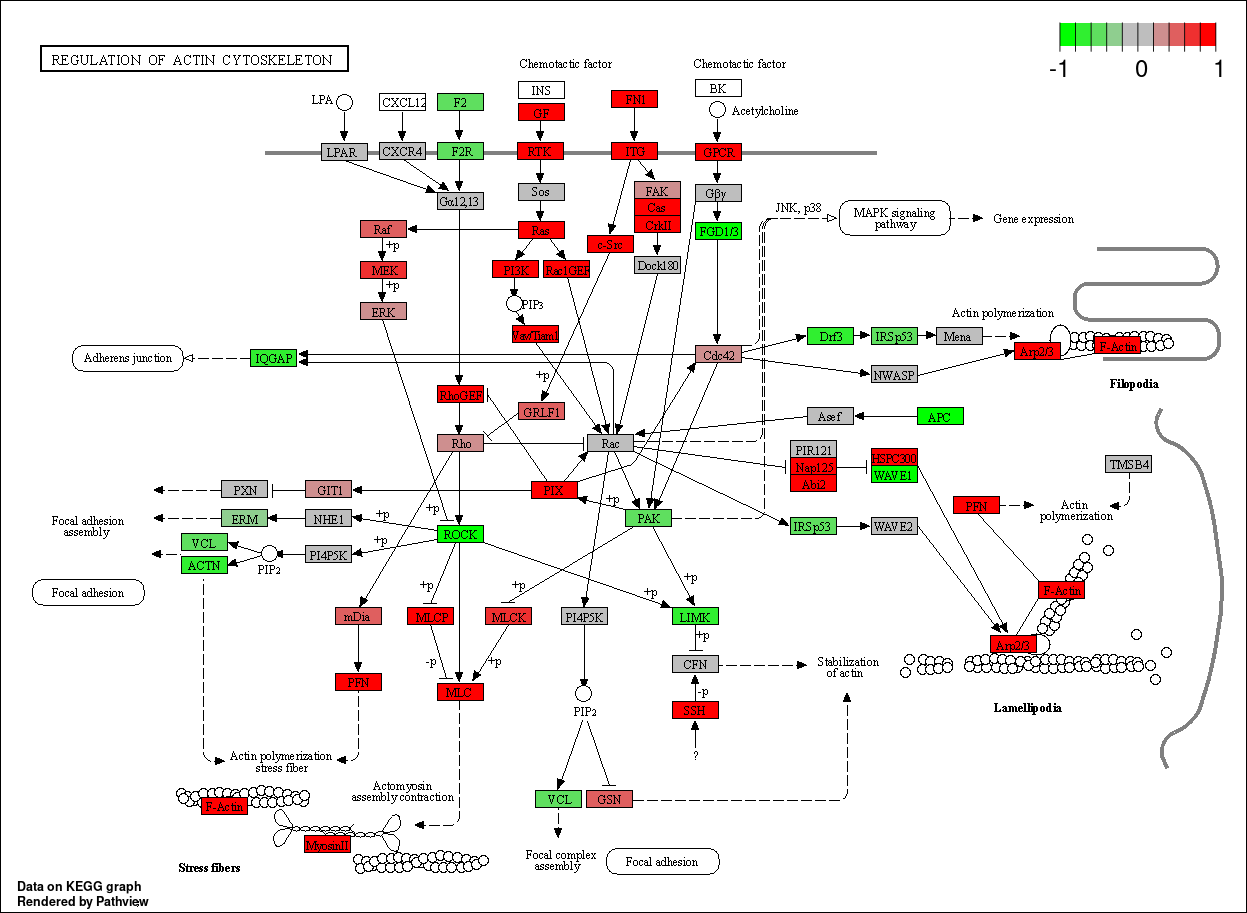 REGULATION OF ACTIN CYTOSKELETON
-1 0 1
Chemotactic factor
Chemotactic factor
LPA
CXCL12
F2
INS
GF
FN1
BK
Acetylcholine
LPAR
CXCR4
F2R
RTK
ITG
GPCR
Gα12,13
Sos
FAK
Cas
CrkII
Gβγ
JNK, p38
MAPK signaling
pathway
Gene expression
Raf
Ras
c-Src
FGD1/3
+p
MEK
PI3K
Rac1GEF
Dock180
+p
ERK
PIP3
Vav/Tiam1
Actin polymerization
Drf3
IRSp53
Mena
Arp2/3
F-Actin
Adherens junction
IQGAP
Cdc42
NWASP
Filopodia
+p
RhoGEF
GRLF1
Asef
APC
Rho
Rac
PIR121
Nap125
Abi2
HSPC300
WAVE1
TMSB4
PXN
GIT1
PIX
PFN
Actin
polymerization
+p
+p
Focal adhesion
assembly
ERM
NHE1
+p
PAK
IRSp53
WAVE2
VCL
ACTN
PIP2
PI4P5K
+p
ROCK
Focal adhesion
+p
+p
+p
+p
F-Actin
mDia
MLCP
MLCK
PI4P5K
LIMK
+p
Arp2/3
-p
+p
CFN
Stabilization
of actin
PFN
MLC
-p
SSH
PIP2
Lamellipodia
?
Actin polymerization
stress fiber
Actomyosin
assembly contraction
F-Actin
VCL
GSN
MyosinII
Stress fibers
Focal complex
assembly
Focal adhesion
Data on KEGG graph
Rendered by Pathview